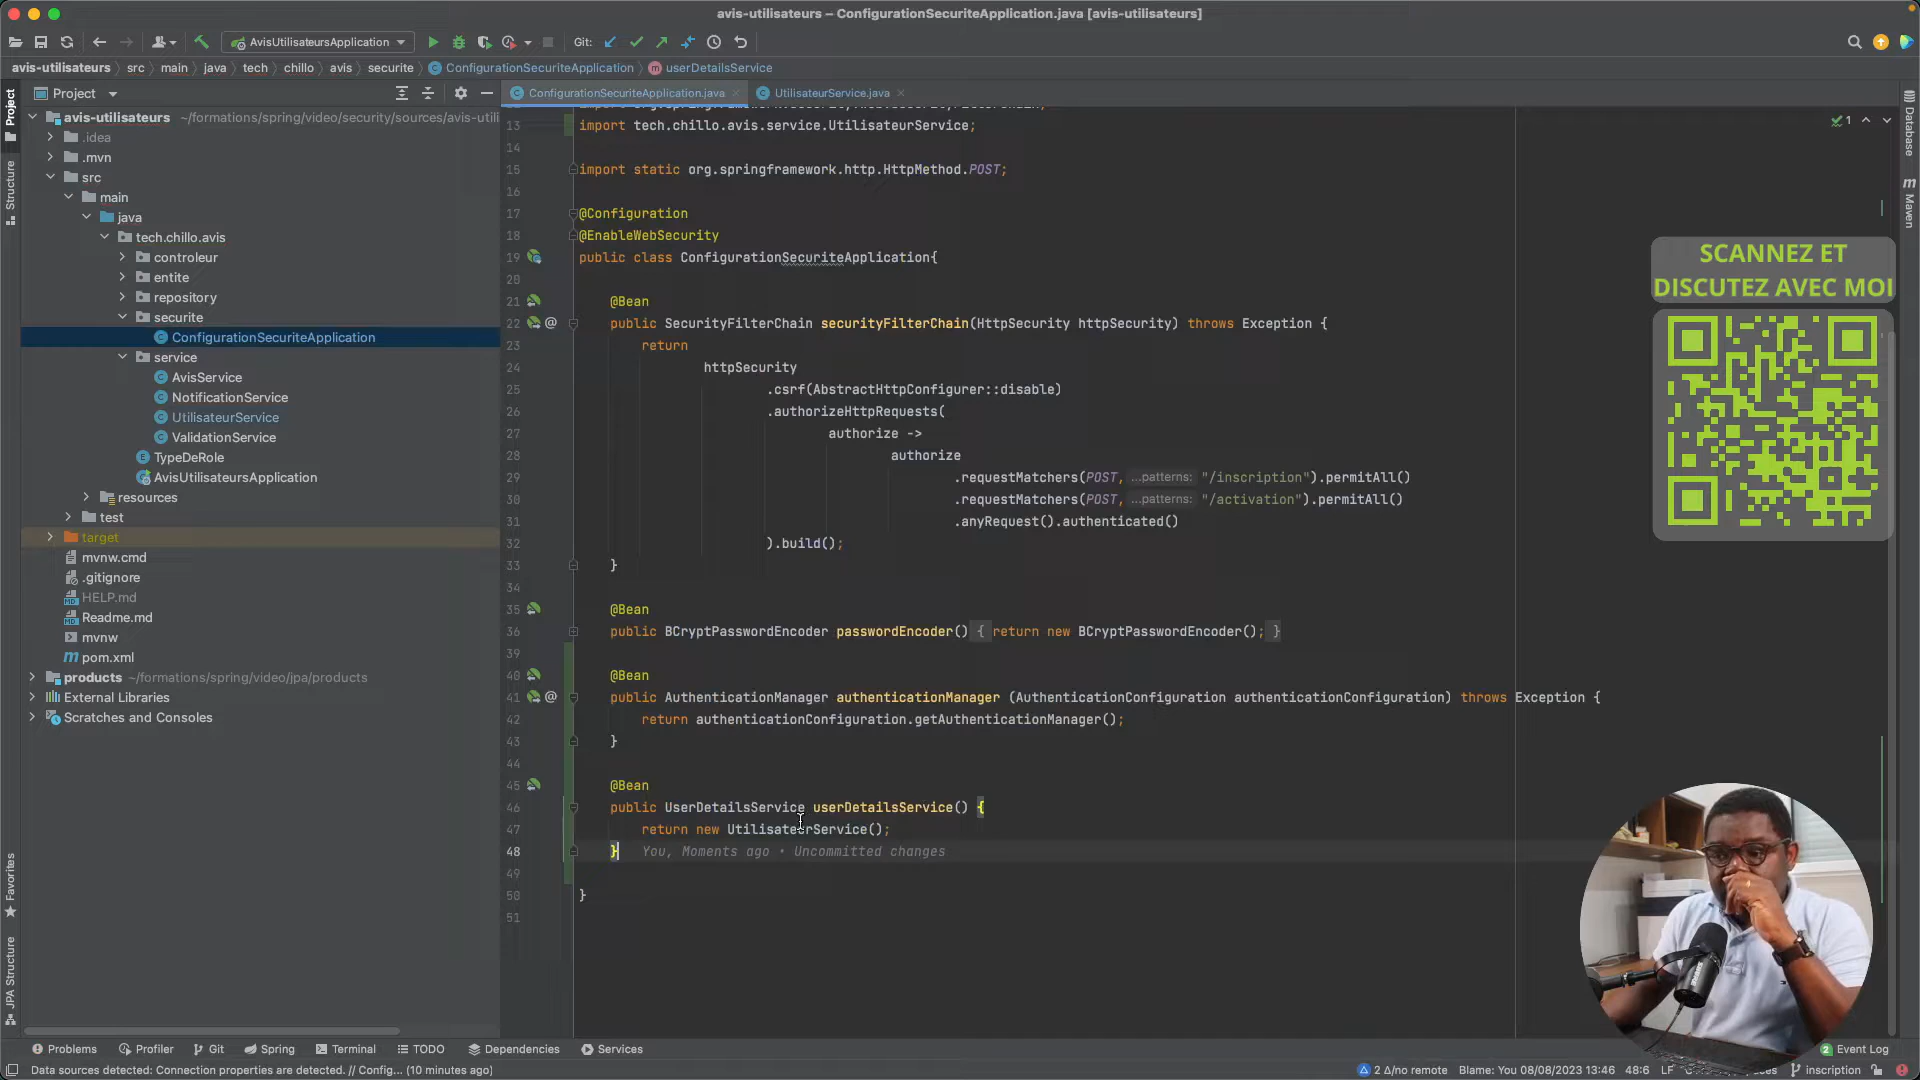 avis-utilisateurs – ConfigurationSecuriteApplication.java [avis-utilisateurs]
AvisUtilisateursApplication
Git:
avis-utilisateurs
src
main
java
tech
chillo
avis
securite
ConfigurationSecuriteApplication
userDetailsService
Project
ConfigurationSecuriteApplication.java
UtilisateurService.java
Project
Structure
Favorites
JPA Structure
avis-utilisateurs ~/formations/spring/video/security/sources/avis-utili
.idea
.mvn
src
main
java
tech.chillo.avis
controleur
entite
repository
securite
ConfigurationSecuriteApplication
service
AvisService
NotificationService
UtilisateurService
ValidationService
TypeDeRole
AvisUtilisateursApplication
resources
test
target
mvnw.cmd
.gitignore
HELP.md
Readme.md
mvnw
pom.xml
products ~/formations/spring/video/jpa/products
External Libraries
Scratches and Consoles
13 import tech.chillo.avis.service.UtilisateurService;
14
15 import static org.springframework.http.HttpMethod.POST;
16
17 @Configuration
18 @EnableWebSecurity
19 public class ConfigurationSecuriteApplication{
20
21 @Bean
22 public SecurityFilterChain securityFilterChain(HttpSecurity httpSecurity) throws Exception {
23 return
24 httpSecurity
25 .csrf(AbstractHttpConfigurer::disable)
26 .authorizeHttpRequests(
27 authorize ->
28 authorize
29 .requestMatchers(POST, ...patterns: "/inscription").permitAll()
30 .requestMatchers(POST, ...patterns: "/activation").permitAll()
31 .anyRequest().authenticated()
32 ).build();
33 }
34
35 @Bean
36 public BCryptPasswordEncoder passwordEncoder() { return new BCryptPasswordEncoder(); }
39
40 @Bean
41 public AuthenticationManager authenticationManager (AuthenticationConfiguration authenticationConfiguration) throws Exception {
42 return authenticationConfiguration.getAuthenticationManager();
43 }
44
45 @Bean
46 public UserDetailsService userDetailsService() {
47 return new UtilisateurService();
48 } You, Moments ago • Uncommitted changes
49
50 }
51
1
Database
Maven
SCANNEZ ET
DISCUTEZ AVEC MOI
Problems
Profiler
Git
Spring
Terminal
TODO
Dependencies
Services
2 Event Log
Data sources detected: Connection properties are detected. // Config... (10 minutes ago)
2 Δ/no remote
Blame: You 08/08/2023 13:46
48:6
LF
inscription